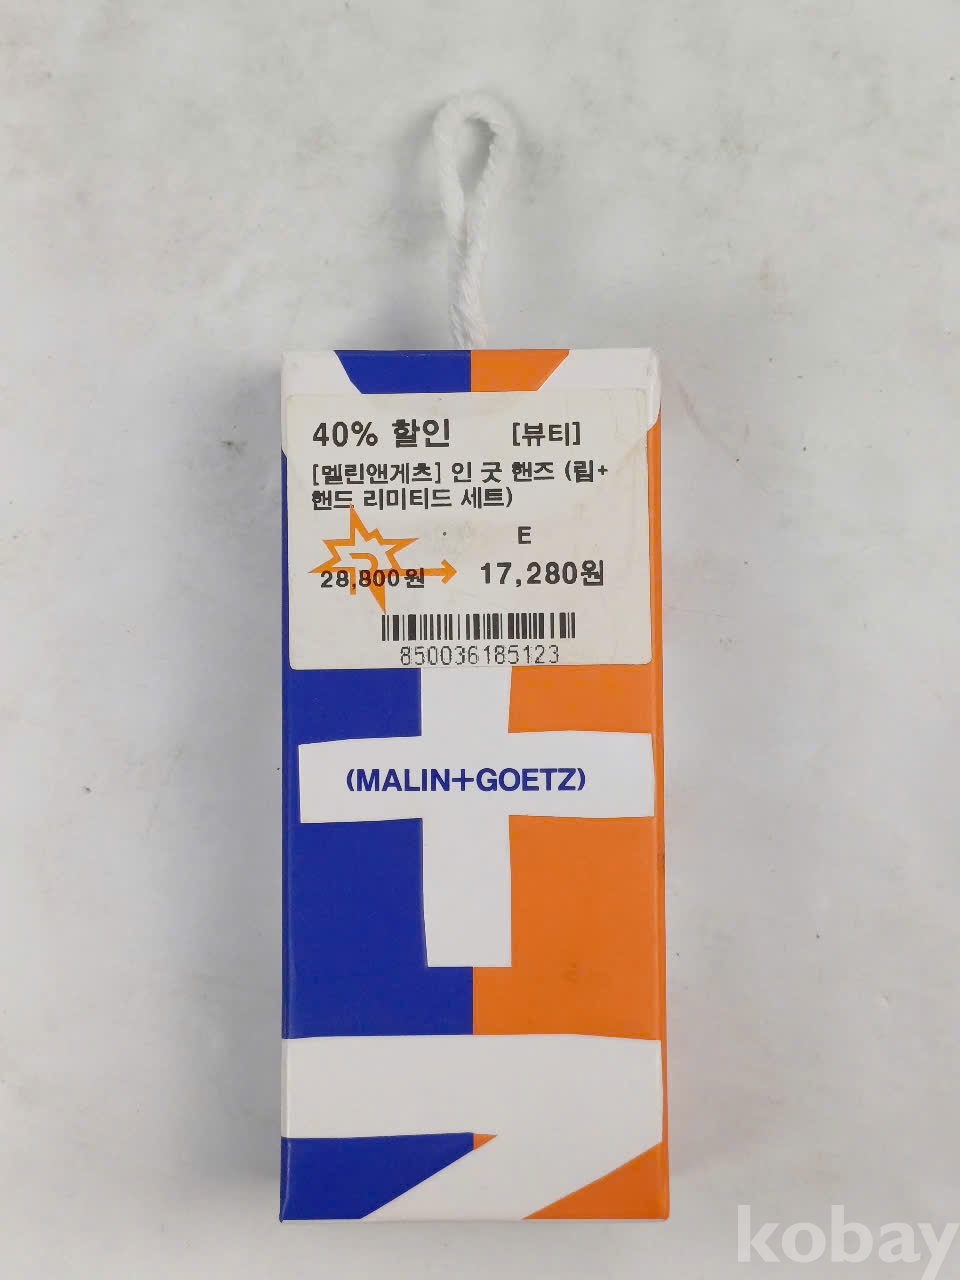 40% 할인 [뷰티]
[멜린앤게츠] 인 굿 핸즈 (립+
핸드 리미티드 세트)
E
28,800원 17,280원
850036185123
(MALIN+GOETZ)
kobay